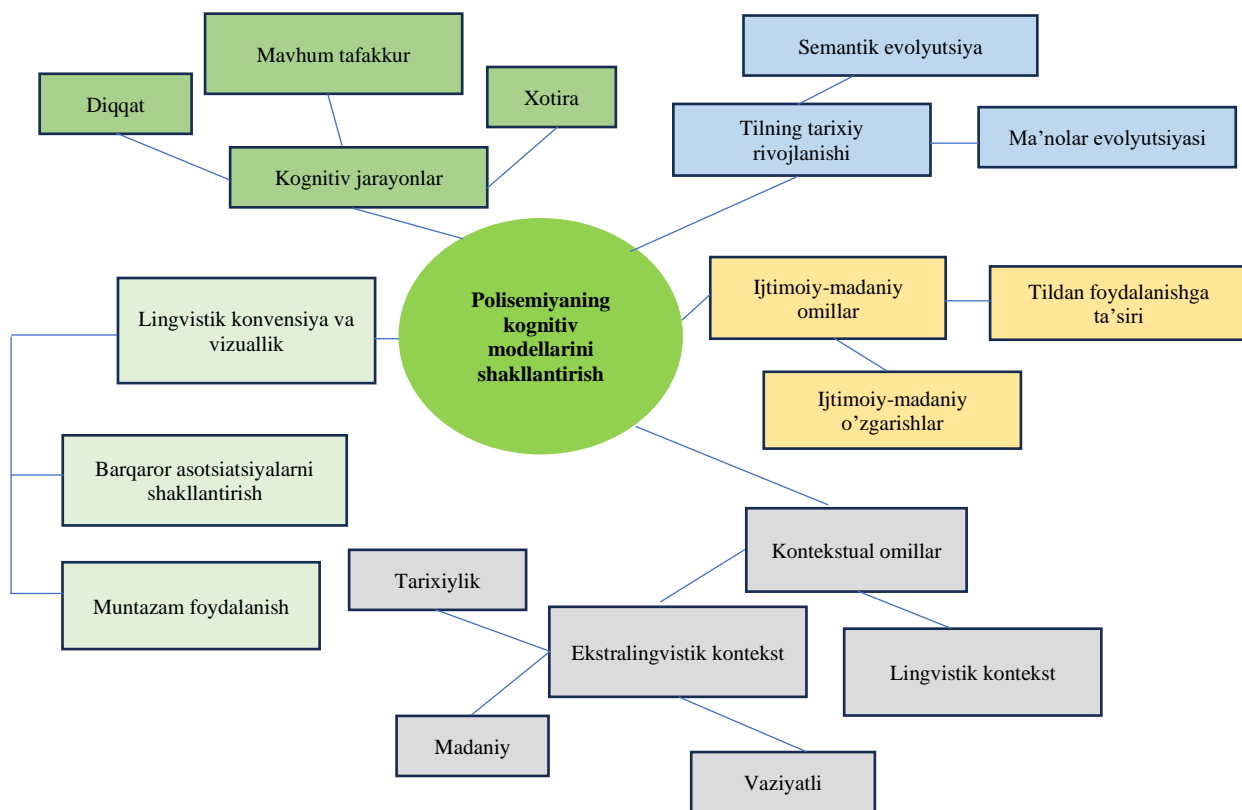 Mavhum tafakkur
Diqqat
Xotira
Kognitiv jarayonlar
Semantik evolyutsiya
Tilning tarixiy
rivojlanishi
Ma’nolar evolyutsiyasi
Polisemiyaning
kognitiv
modellarini
shakllantirish
Ijtimoiy-madaniy
omillar
Tildan foydalanishga
ta’siri
Ijtimoiy-madaniy
o’zgarishlar
Lingvistik konvensiya va
vizuallik
Barqaror asotsiatsiyalarni
shakllantirish
Muntazam foydalanish
Kontekstual omillar
Tarixiylik
Ekstralingvistik kontekst
Lingvistik kontekst
Madaniy
Vaziyatli